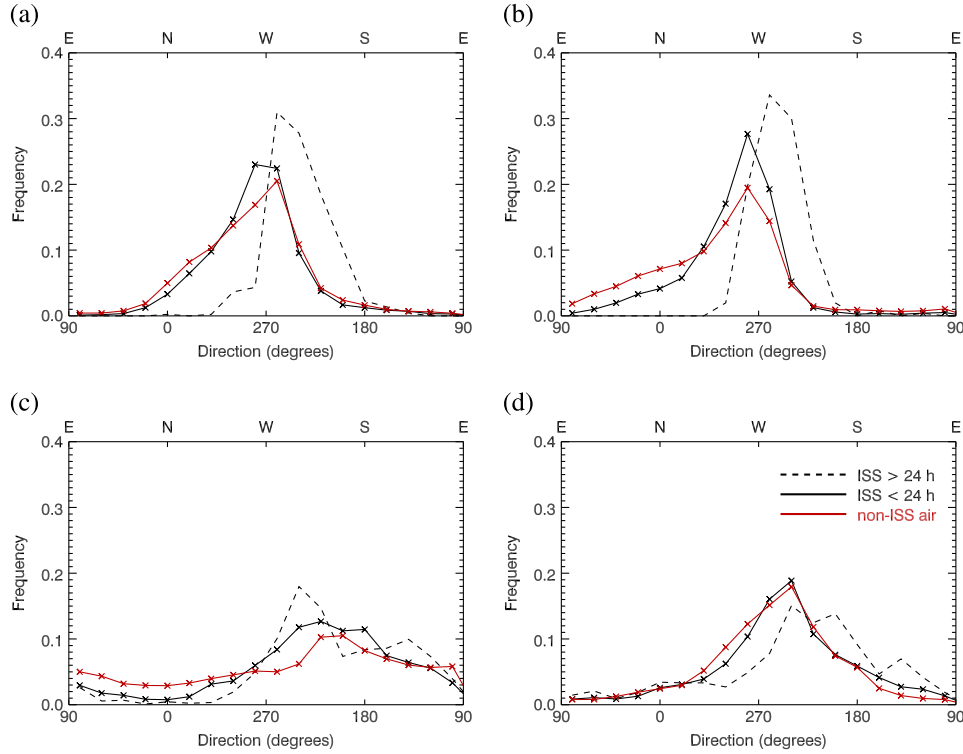 (a)
E N W S E
0.4
0.3
0.2
0.1
0.0
Frequency
90 0 270 180 90
Direction (degrees)
(b)
E N W S E
0.4
0.3
0.2
0.1
0.0
Frequency
90 0 270 180 90
Direction (degrees)
(c)
E N W S E
0.4
0.3
0.2
0.1
0.0
Frequency
90 0 270 180 90
Direction (degrees)
(d)
E N W S E
0.4
0.3
0.2
0.1
0.0
Frequency
ISS > 24 h
ISS < 24 h
non-ISS air
90 0 270 180 90
Direction (degrees)